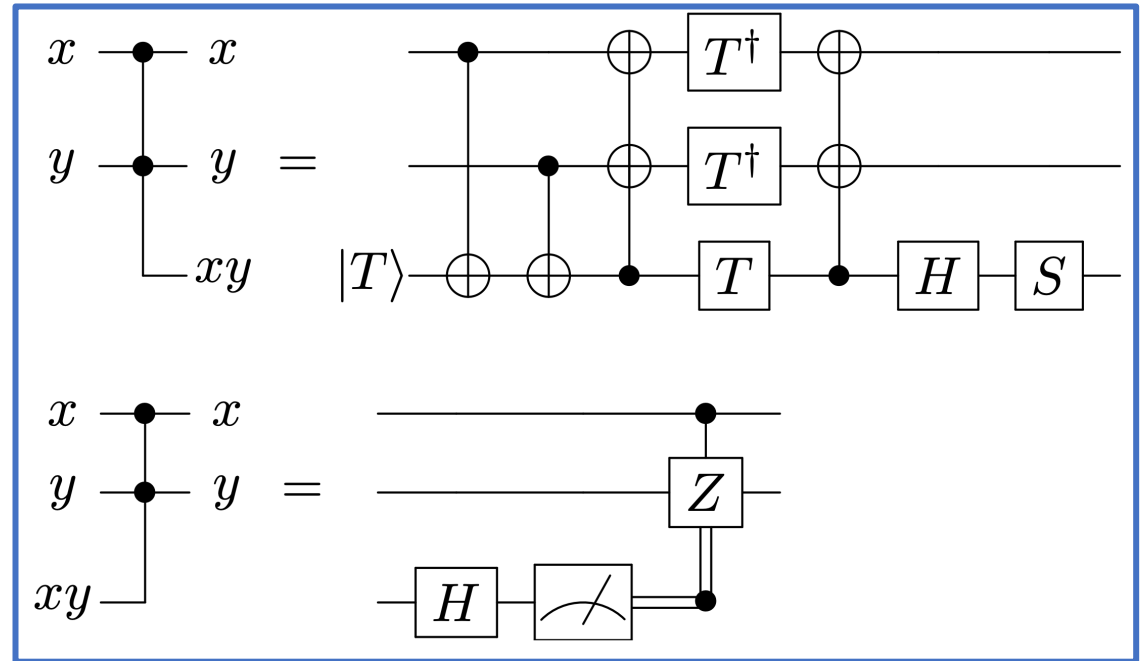 x x T†
y y = T†
xy |T⟩ T H S
x x
y y = Z
xy H